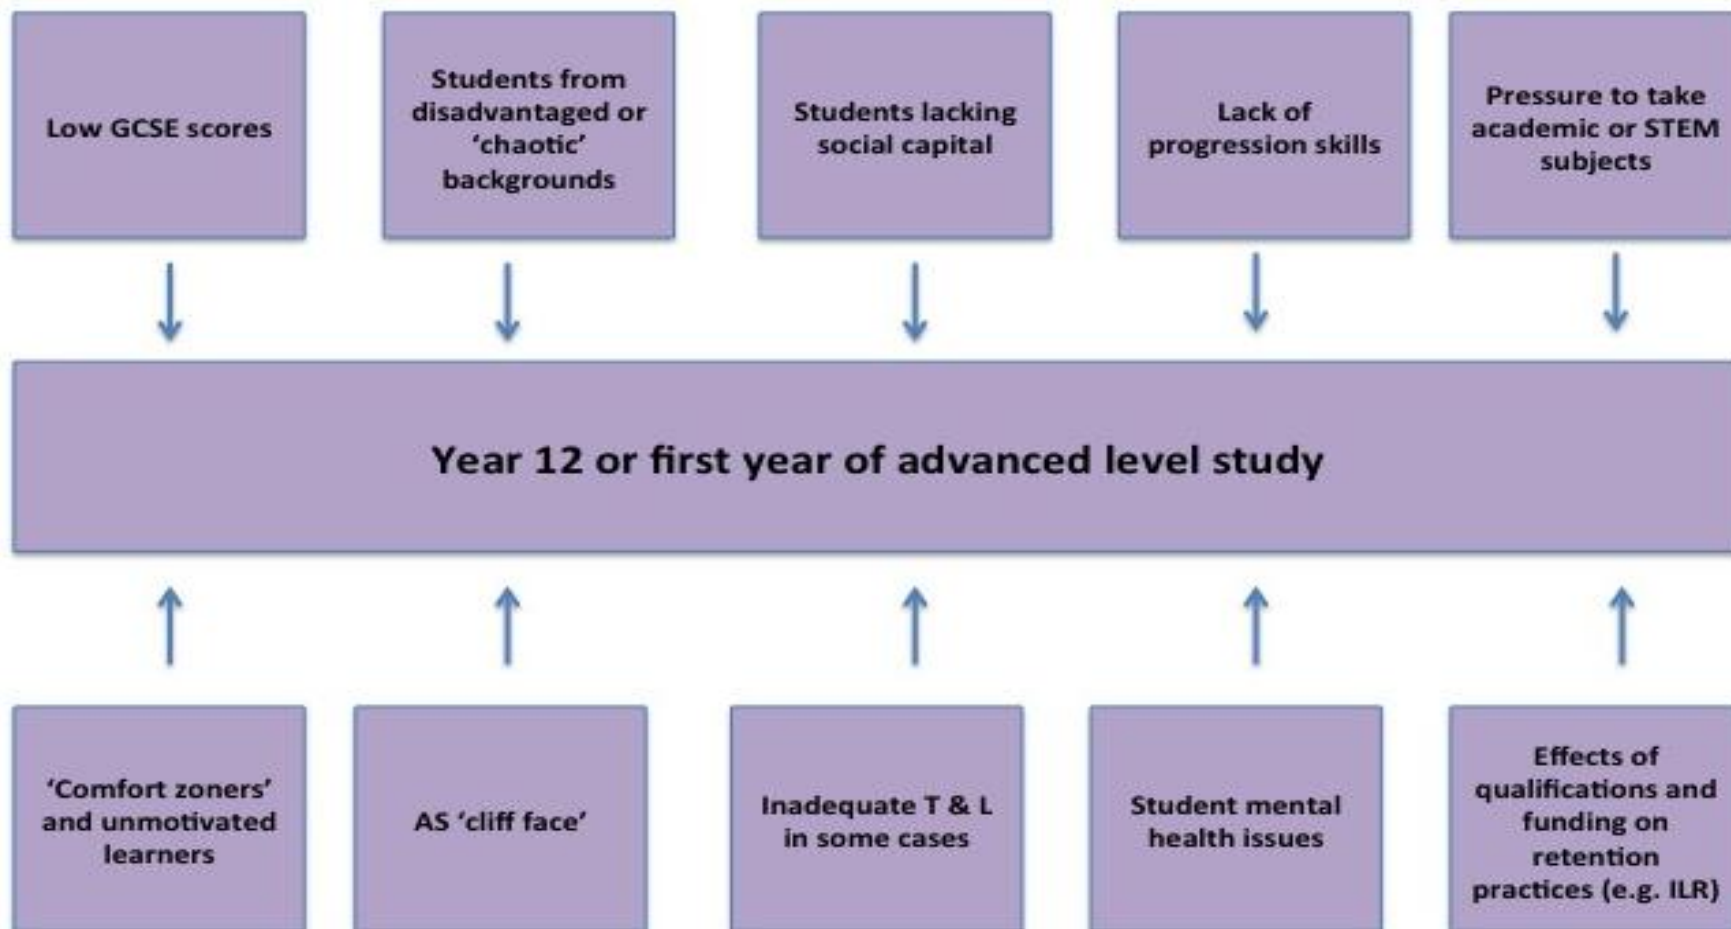 Low GCSE scores
Students from
disadvantaged or
‘chaotic’
backgrounds
Students lacking
social capital
Lack of
progression skills
Pressure to take
academic or STEM
subjects
Year 12 or first year of advanced level study
‘Comfort zoners’
and unmotivated
learners
AS ‘cliff face’
Inadequate T & L
in some cases
Student mental
health issues
Effects of
qualifications and
funding on
retention
practices (e.g. ILR)